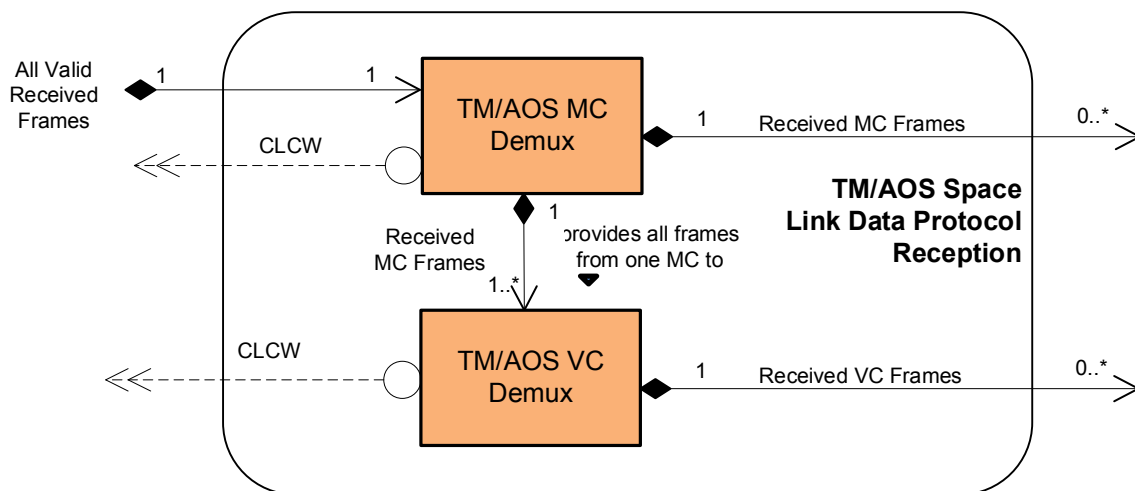 All Valid
Received
Frames
1
1
TM/AOS MC
Demux
1
Received MC Frames
0..*
CLCW
TM/AOS Space
Link Data Protocol
Reception
1
Received
MC Frames
provides all frames
from one MC to
1..*
CLCW
TM/AOS VC
Demux
1
Received VC Frames
0..*